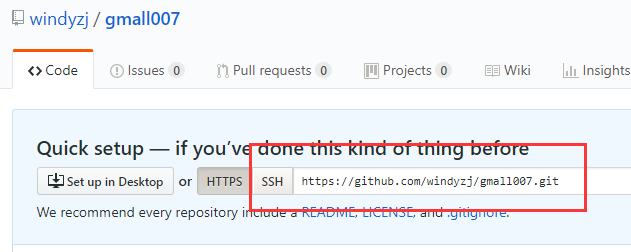 windyzj / gmall007
Code Issues 0 Pull requests 0 Projects 0 Wiki Insights
Quick setup — if you've done this kind of thing before
Set up in Desktop or HTTPS SSH https://github.com/windyzj/gmall007.git
We recommend every repository include a README, LICENSE, and .gitignore.